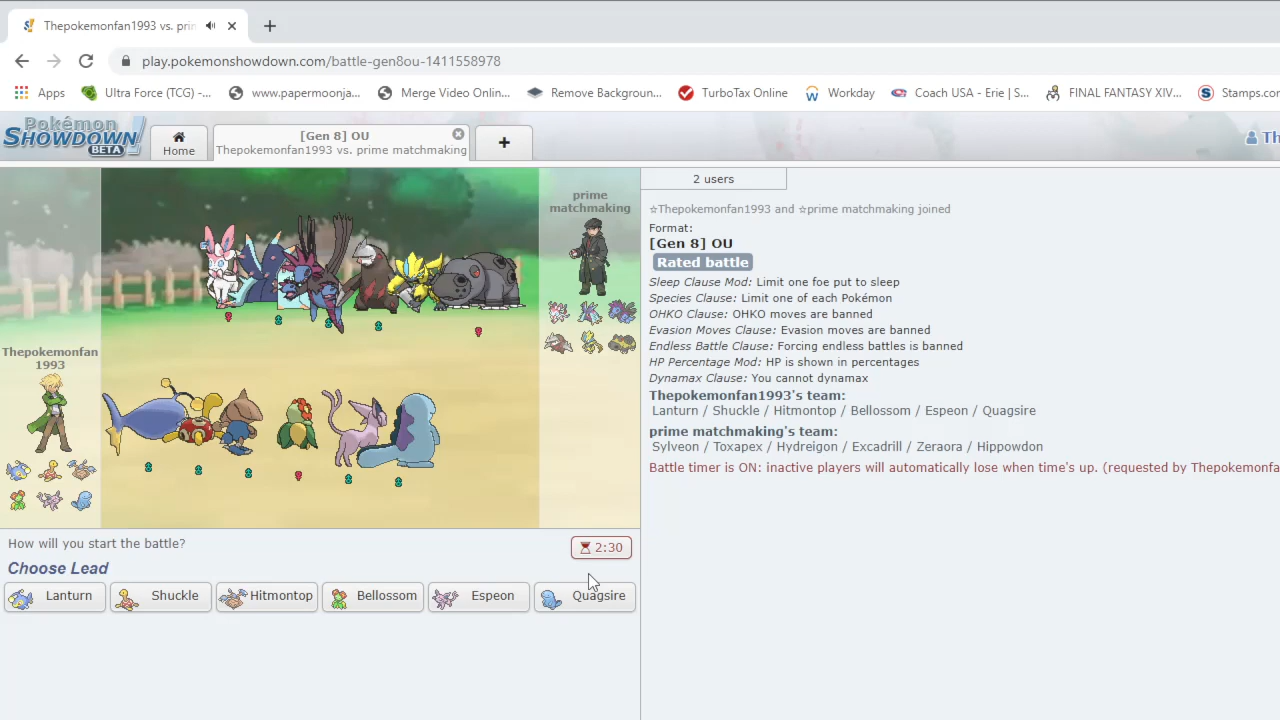 Thepokemonfan1993 vs. prin
play.pokemonshowdown.com/battle-gen8ou-1411558978
Apps
Ultra Force (TCG) -...
www.papermoonja...
Merge Video Onlin...
Remove Backgroun...
TurboTax Online
Workday
Coach USA - Erie | S...
FINAL FANTASY XIV...
Stamps.con
Pokémon
SHOWDOWN!
BETA
Home
[Gen 8] OU
Thepokemonfan1993 vs. prime matchmaking
+
Th
prime
matchmaking
Thepokemonfan
1993
2 users
☆Thepokemonfan1993 and ☆prime matchmaking joined
Format:
[Gen 8] OU
Rated battle
Sleep Clause Mod: Limit one foe put to sleep
Species Clause: Limit one of each Pokémon
OHKO Clause: OHKO moves are banned
Evasion Moves Clause: Evasion moves are banned
Endless Battle Clause: Forcing endless battles is banned
HP Percentage Mod: HP is shown in percentages
Dynamax Clause: You cannot dynamax
Thepokemonfan1993's team:
Lanturn / Shuckle / Hitmontop / Bellossom / Espeon / Quagsire
prime matchmaking's team:
Sylveon / Toxapex / Hydreigon / Excadrill / Zeraora / Hippowdon
Battle timer is ON: inactive players will automatically lose when time's up. (requested by Thepokemonfa
How will you start the battle?
2:30
Choose Lead
Lanturn
Shuckle
Hitmontop
Bellossom
Espeon
Quagsire